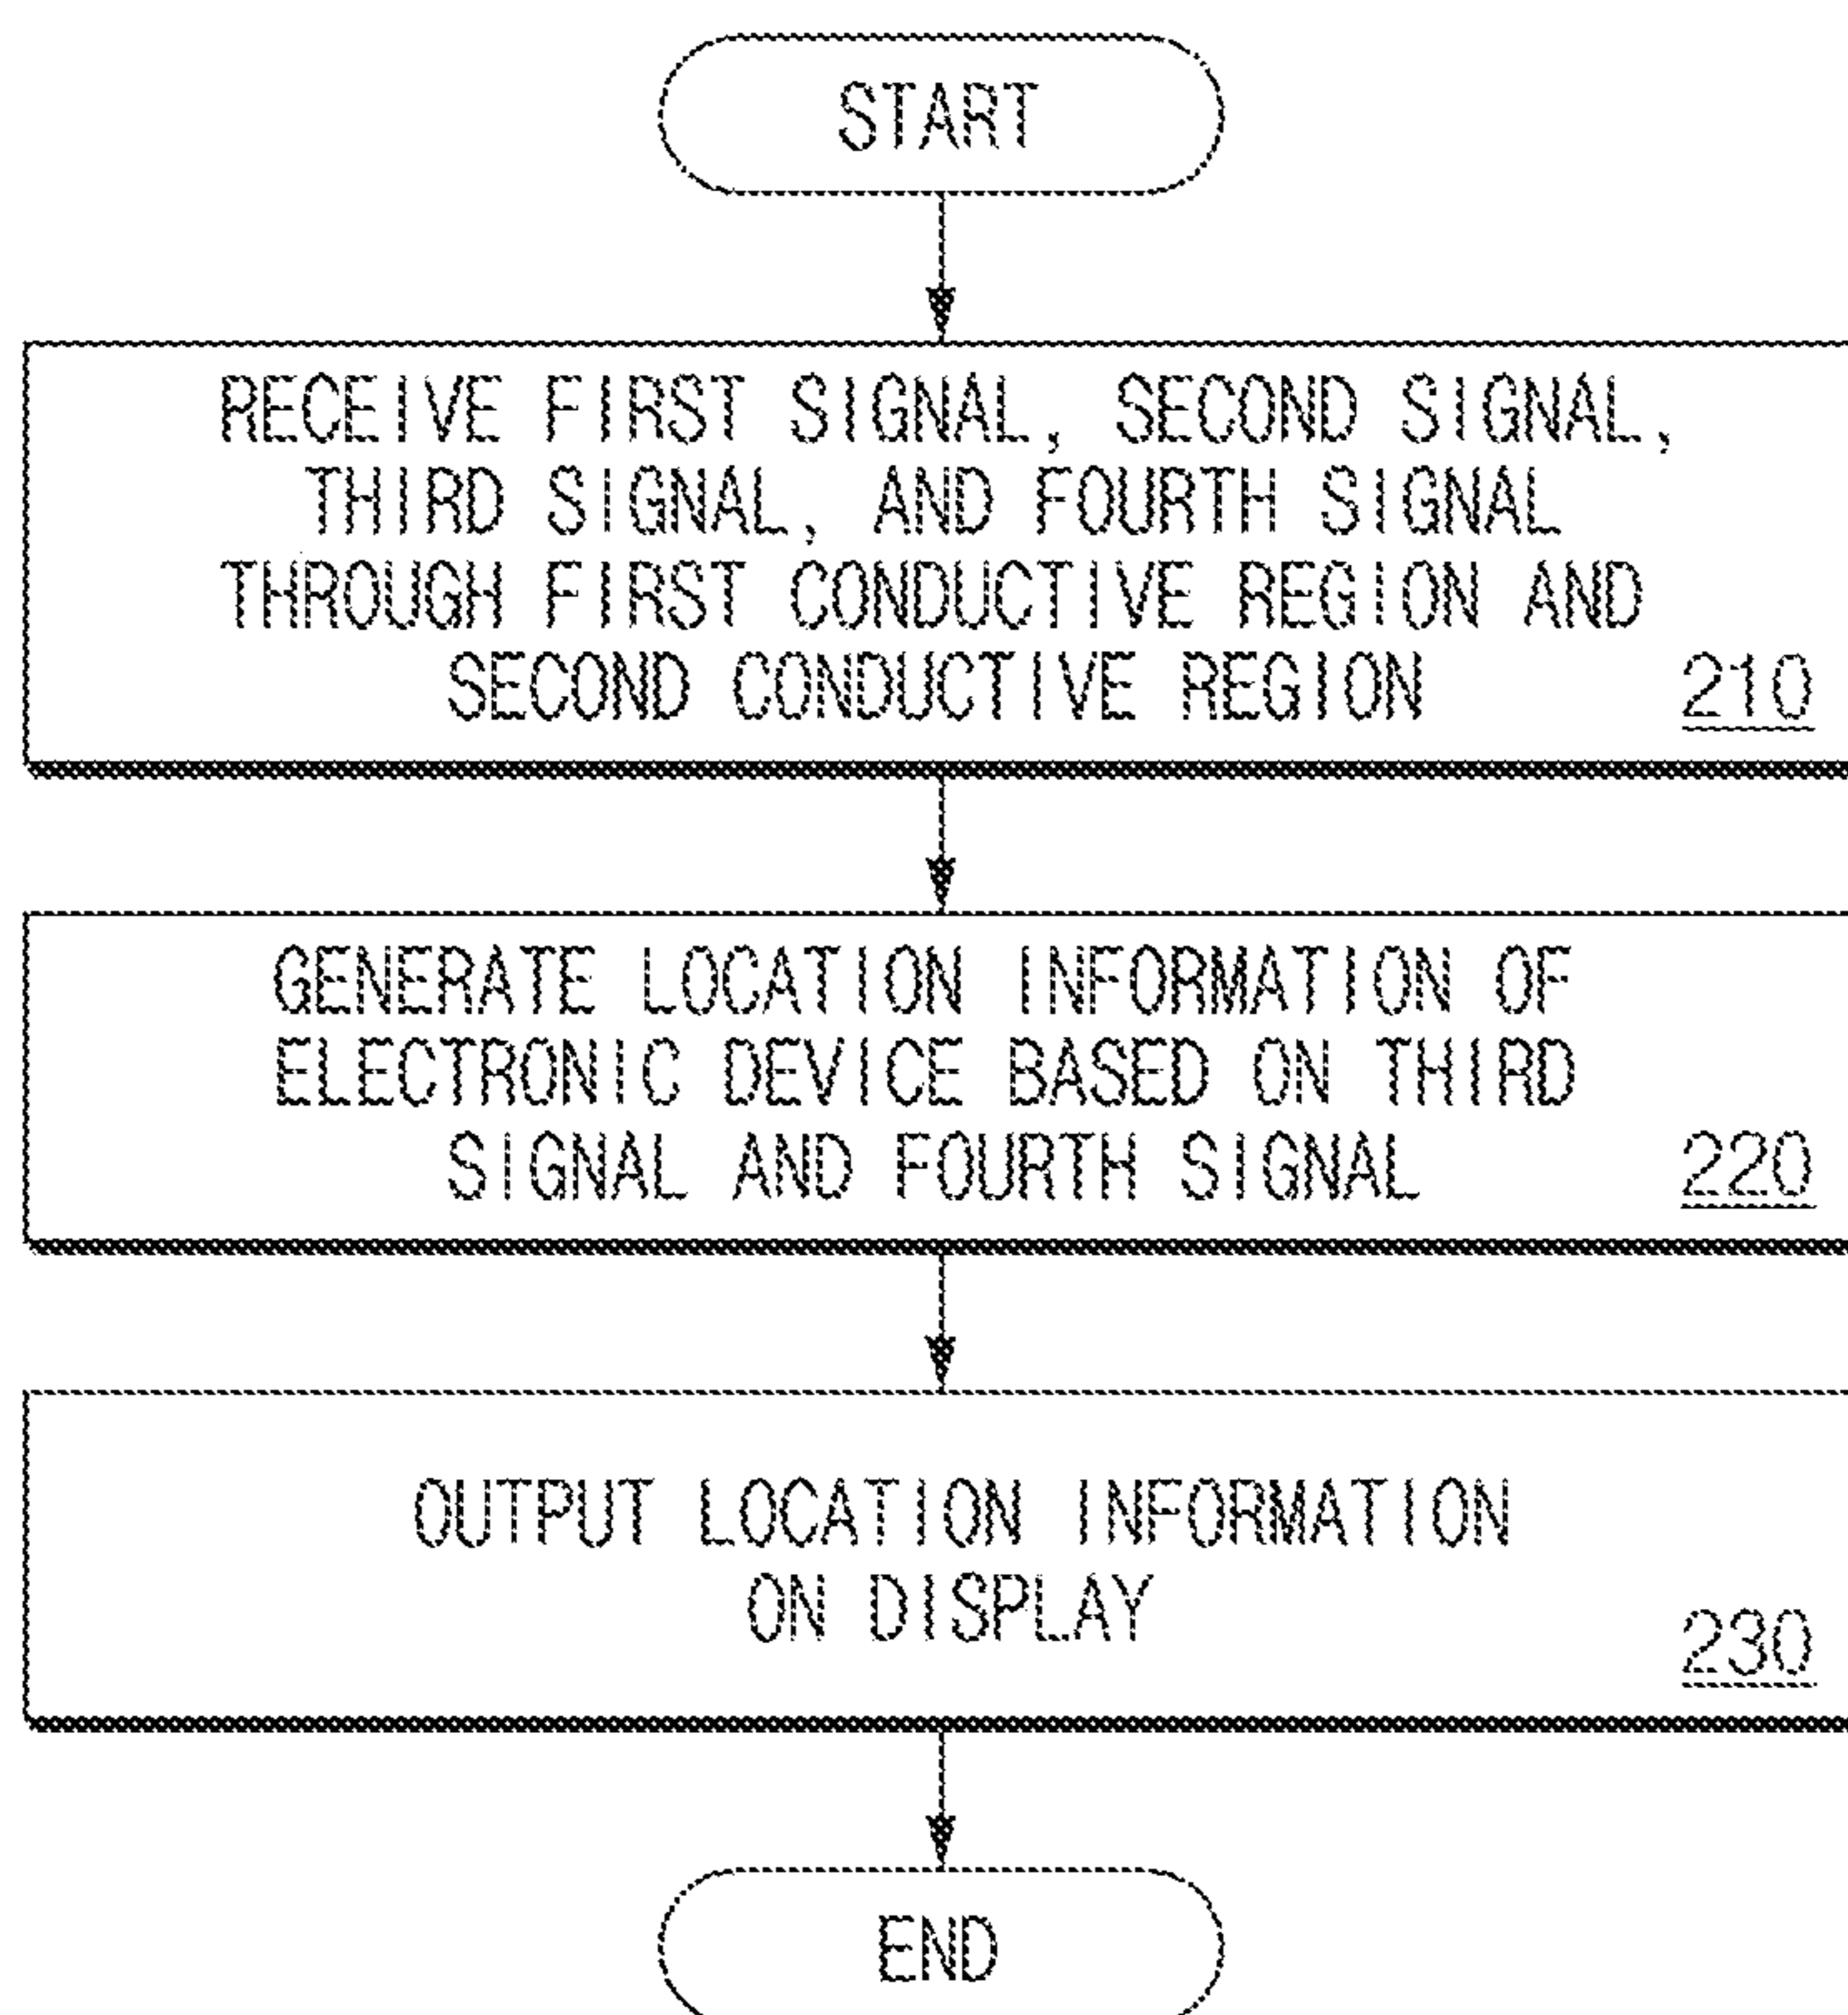 START
RECEIVE FIRST SIGNAL, SECOND SIGNAL,
THIRD SIGNAL, AND FOURTH SIGNAL
THROUGH FIRST CONDUCTIVE REGION AND
SECOND CONDUCTIVE REGION 210
GENERATE LOCATION INFORMATION OF
ELECTRONIC DEVICE BASED ON THIRD
SIGNAL AND FOURTH SIGNAL 220
OUTPUT LOCATION INFORMATION
ON DISPLAY
230
END